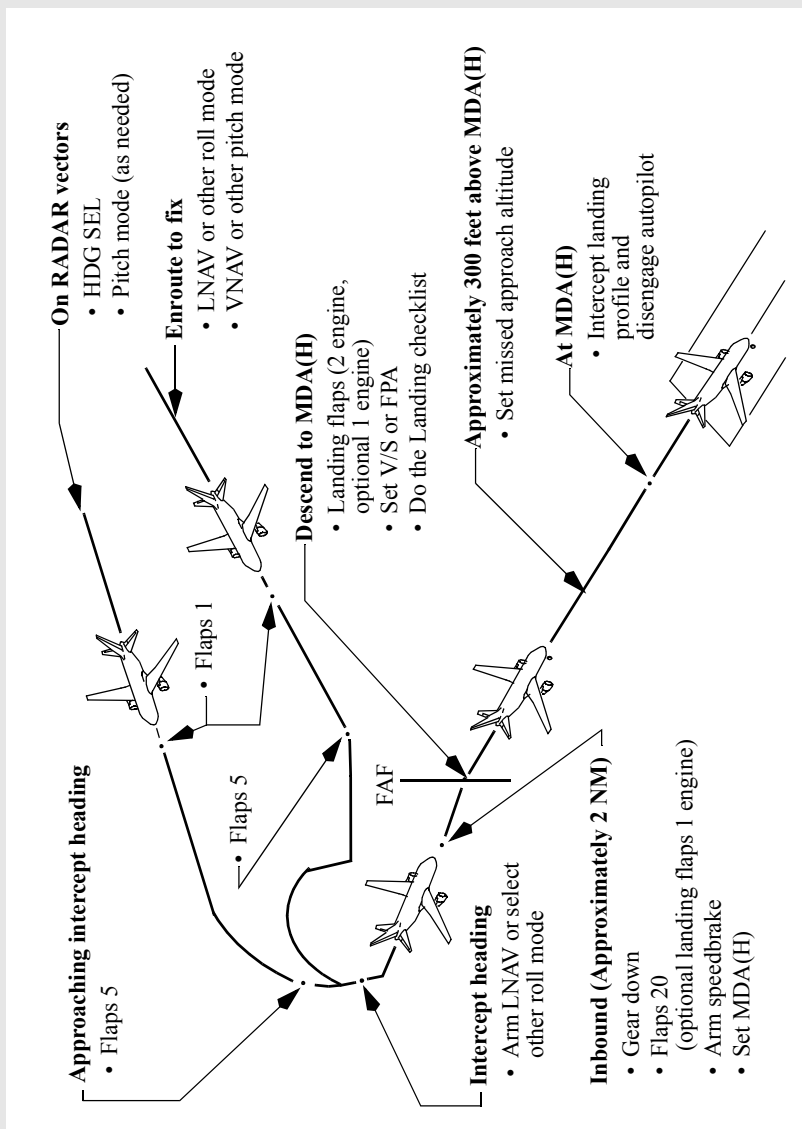 On RADAR vectors
• HDG SEL
• Pitch mode (as needed)
Enroute to fix
• LNAV or other roll mode
• VNAV or other pitch mode
Approaching intercept heading
• Flaps 5
• Flaps 1
• Flaps 5
Intercept heading
• Arm LNAV or select
other roll mode
Inbound (Approximately 2 NM)
• Gear down
• Flaps 20
(optional landing flaps 1 engine)
• Arm speedbrake
• Set MDA(H)
FAF
Descend to MDA(H)
• Landing flaps (2 engine,
optional 1 engine)
• Set V/S or FPA
• Do the Landing checklist
Approximately 300 feet above MDA(H)
• Set missed approach altitude
At MDA(H)
• Intercept landing
profile and
disengage autopilot